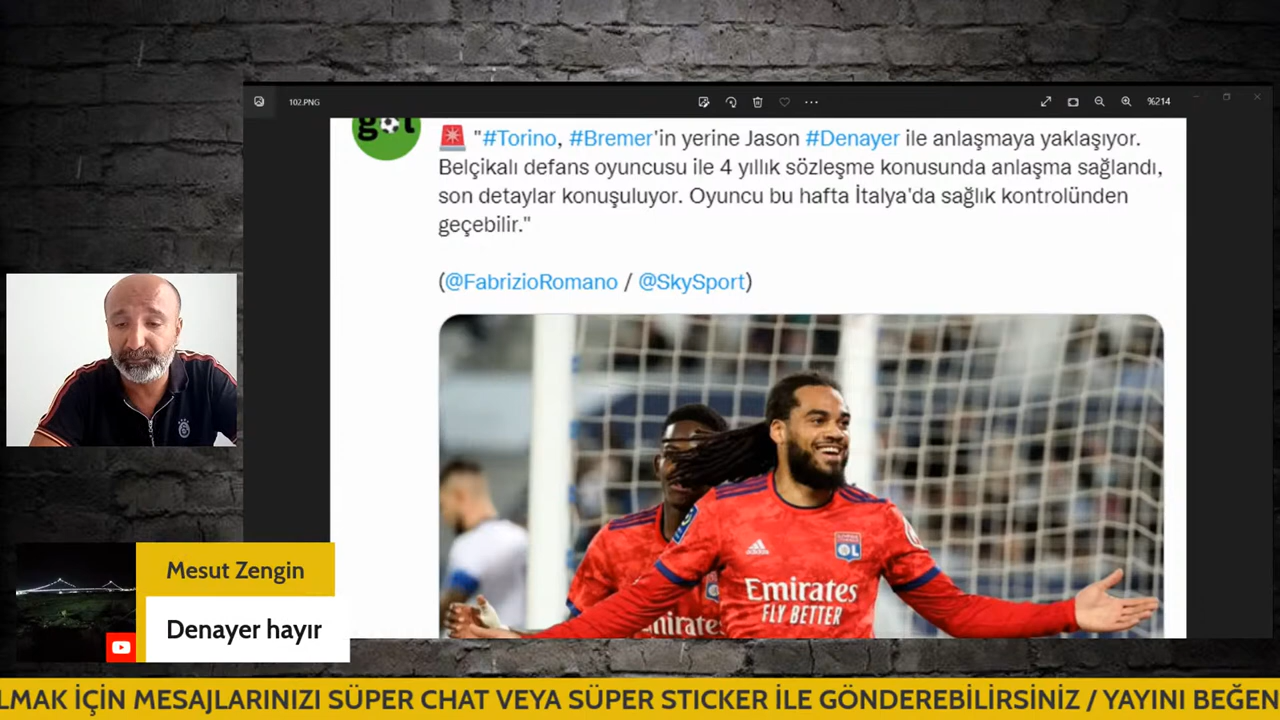 102.PNG
%214
gol
"#Torino, #Bremer'in yerine Jason #Denayer ile anlaşmaya yaklaşıyor.
Belçikalı defans oyuncusu ile 4 yıllık sözleşme konusunda anlaşma sağlandı,
son detaylar konuşuluyor. Oyuncu bu hafta İtalya'da sağlık kontrolünden
geçebilir."
(@FabrizioRomano / @SkySport)
OL
Emirates
FLY BETTER
Mesut Zengin
Denayer hayır
LMAK İÇİN MESAJLARINIZI SÜPER CHAT VEYA SÜPER STICKER İLE GÖNDEREBİLİRSİNİZ / YAYINI BEĞEN